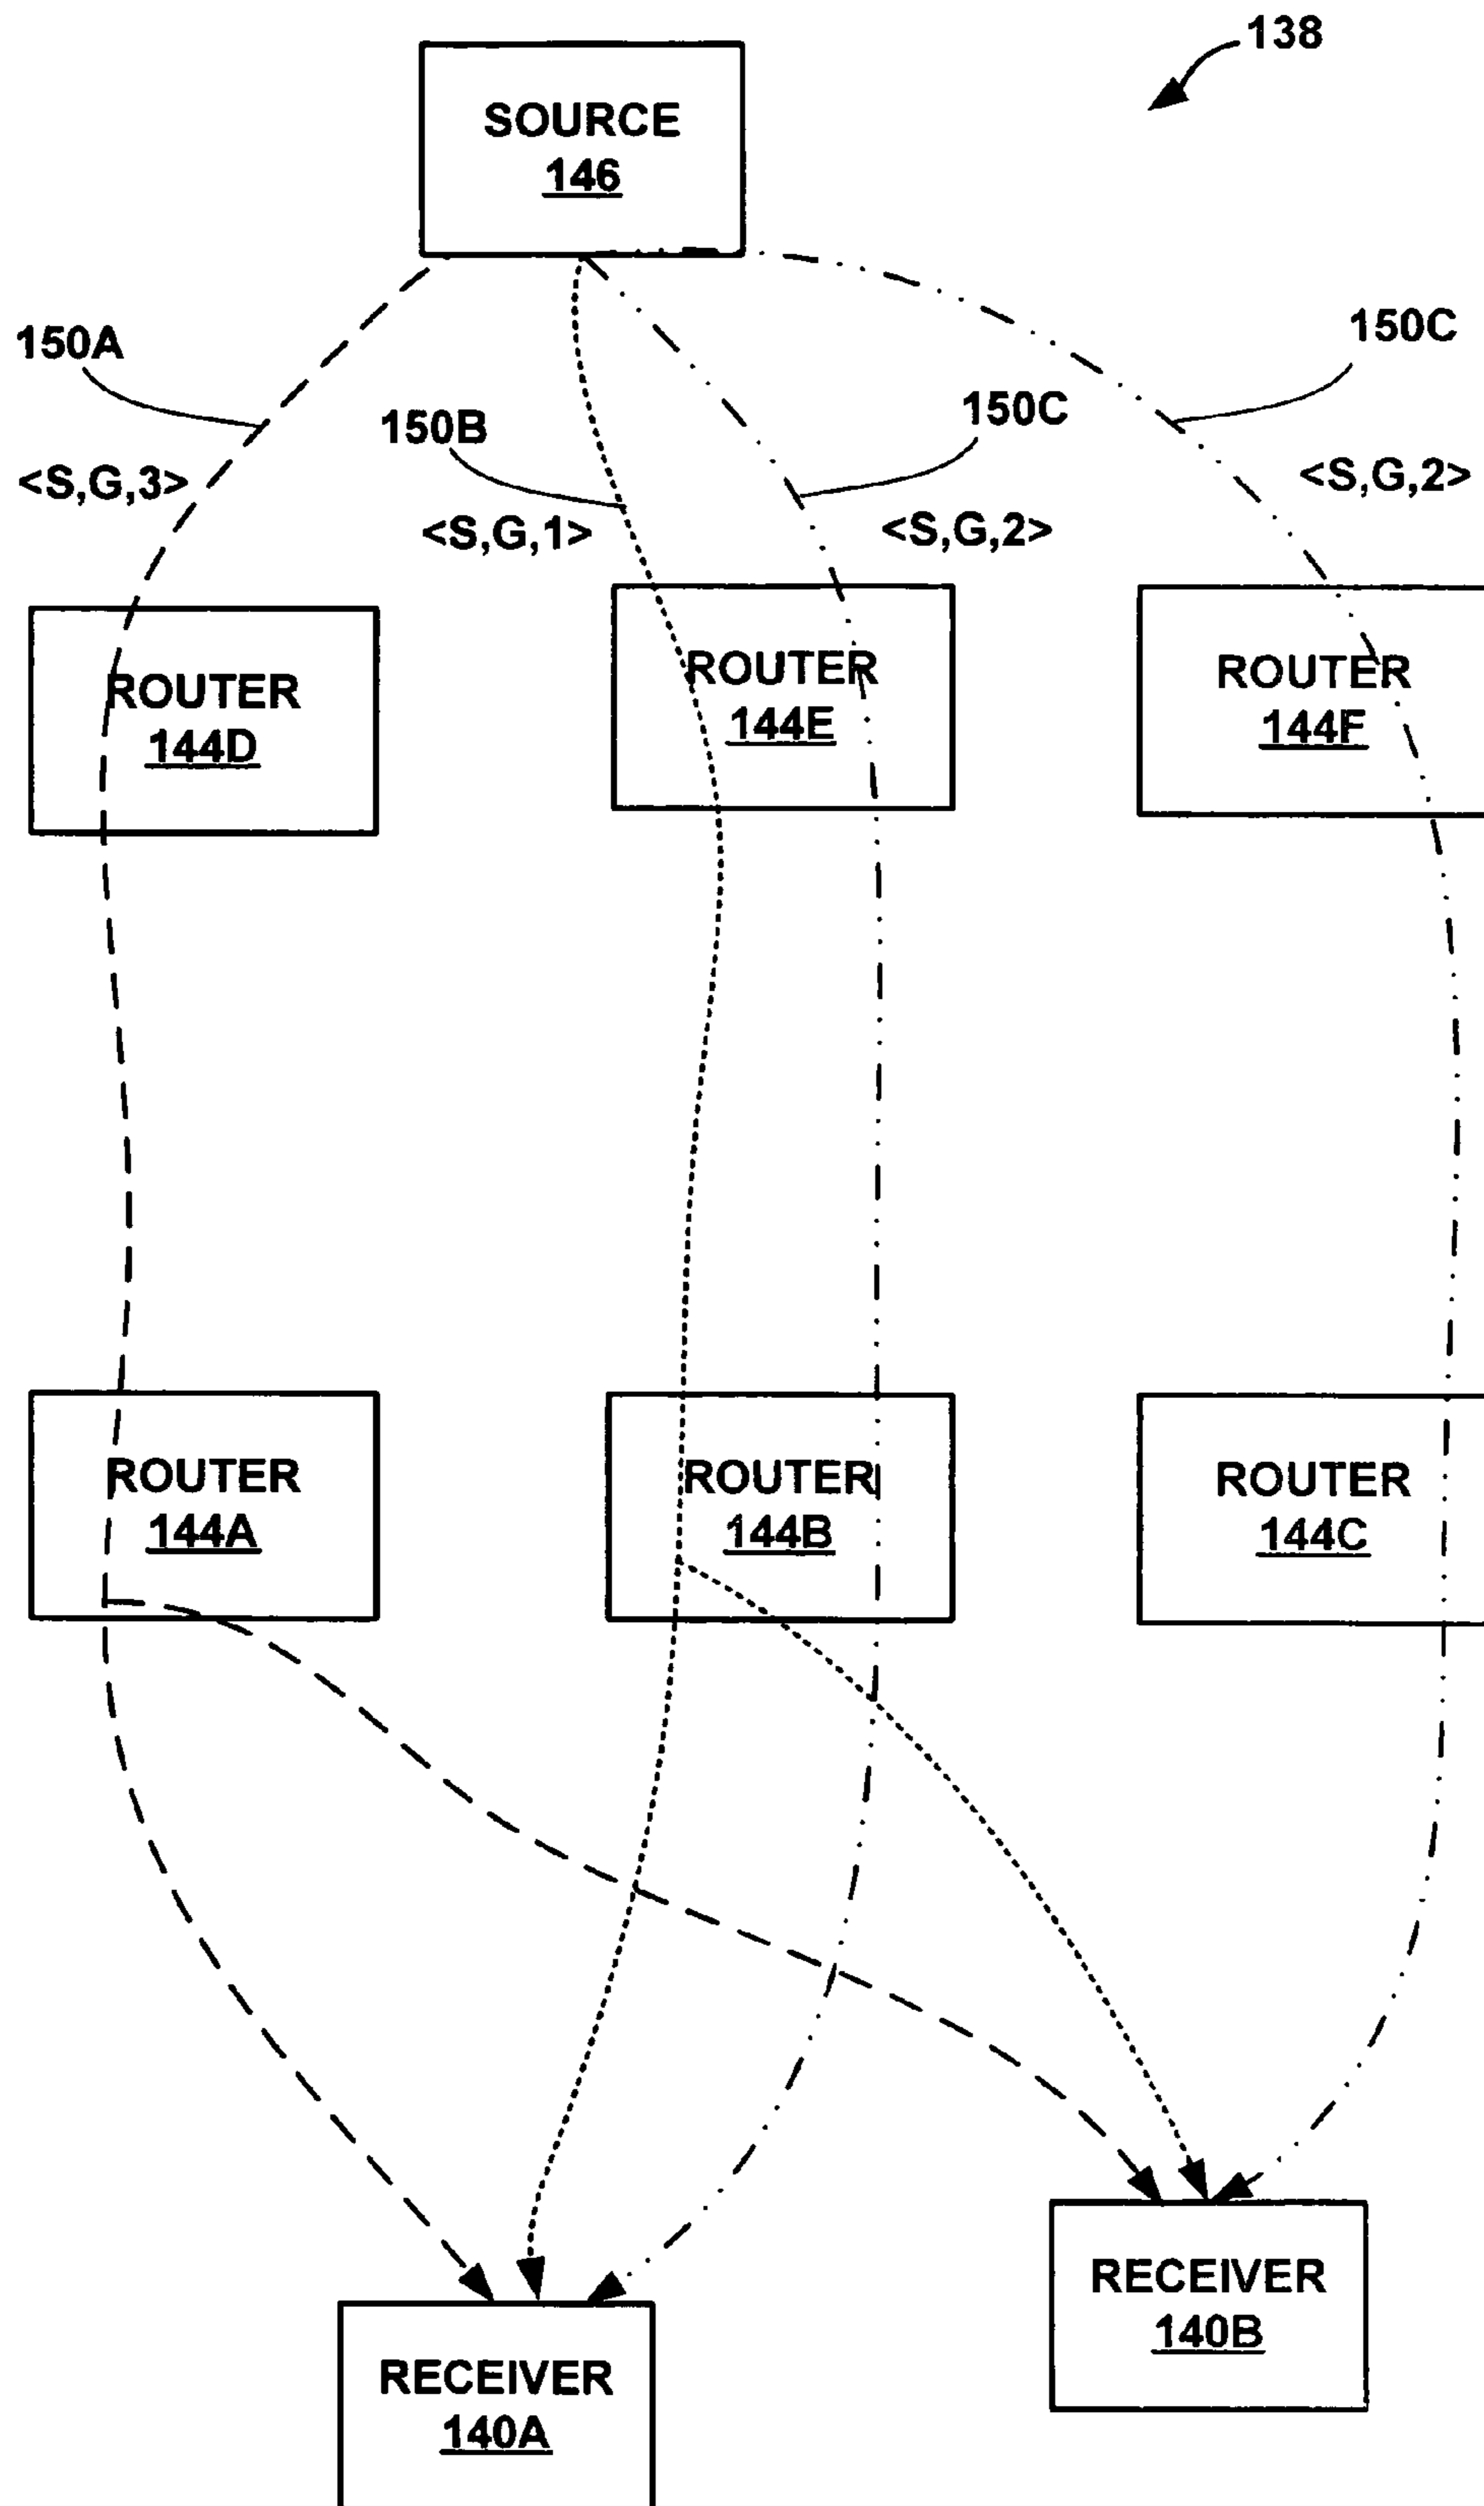 138
SOURCE
146
150A
150B
150C
150C
<S,G,3>
<S,G,1>
<S,G,2>
<S,G,2>
ROUTER
144D
ROUTER
144E
ROUTER
144F
ROUTER
144A
ROUTER
144B
ROUTER
144C
RECEIVER
140B
RECEIVER
140A